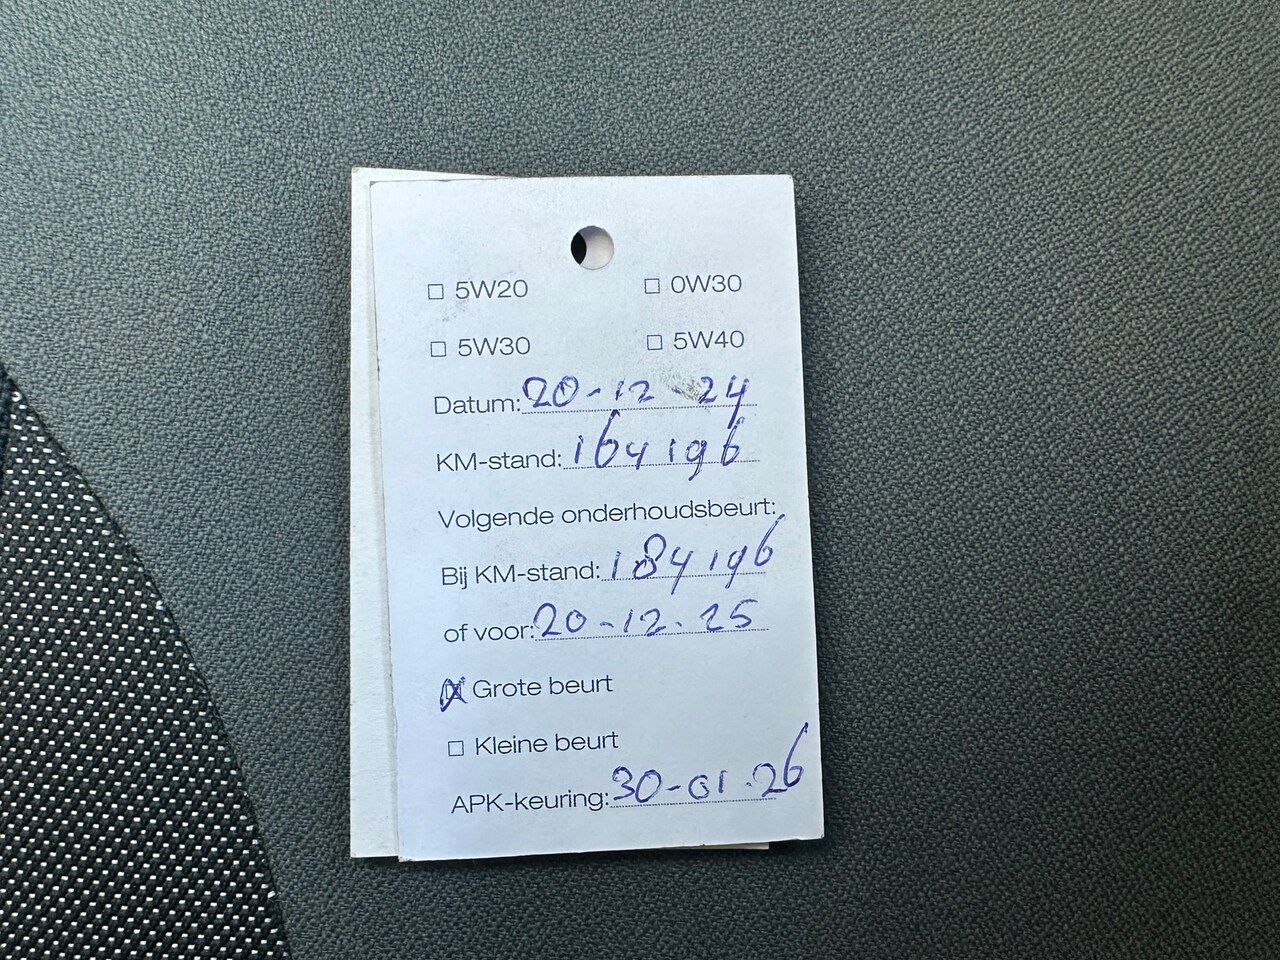 ☐ 5W20 ☐ 0W30
☐ 5W30 ☐ 5W40
Datum: 20-12-24
KM-stand: 164196
Volgende onderhoudsbeurt:
Bij KM-stand: 184196
of voor: 20-12-25
☒ Grote beurt
☐ Kleine beurt
APK-keuring: 30-01-26